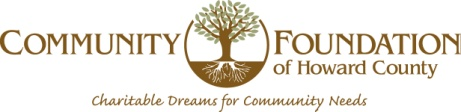 COMMUNITY FOUNDATION
of Howard County
Charitable Dreams for Community Needs